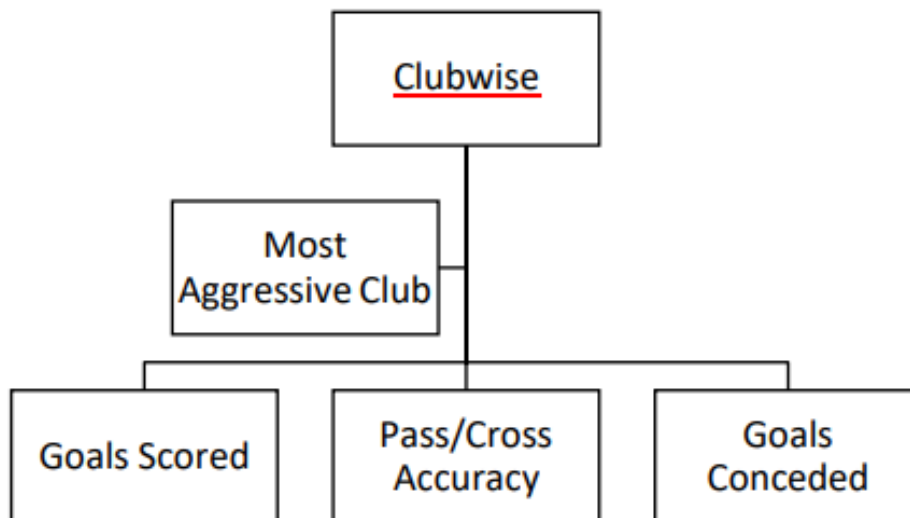 Clubwise
Most
Aggressive Club
Goals Scored
Pass/Cross
Accuracy
Goals
Conceded